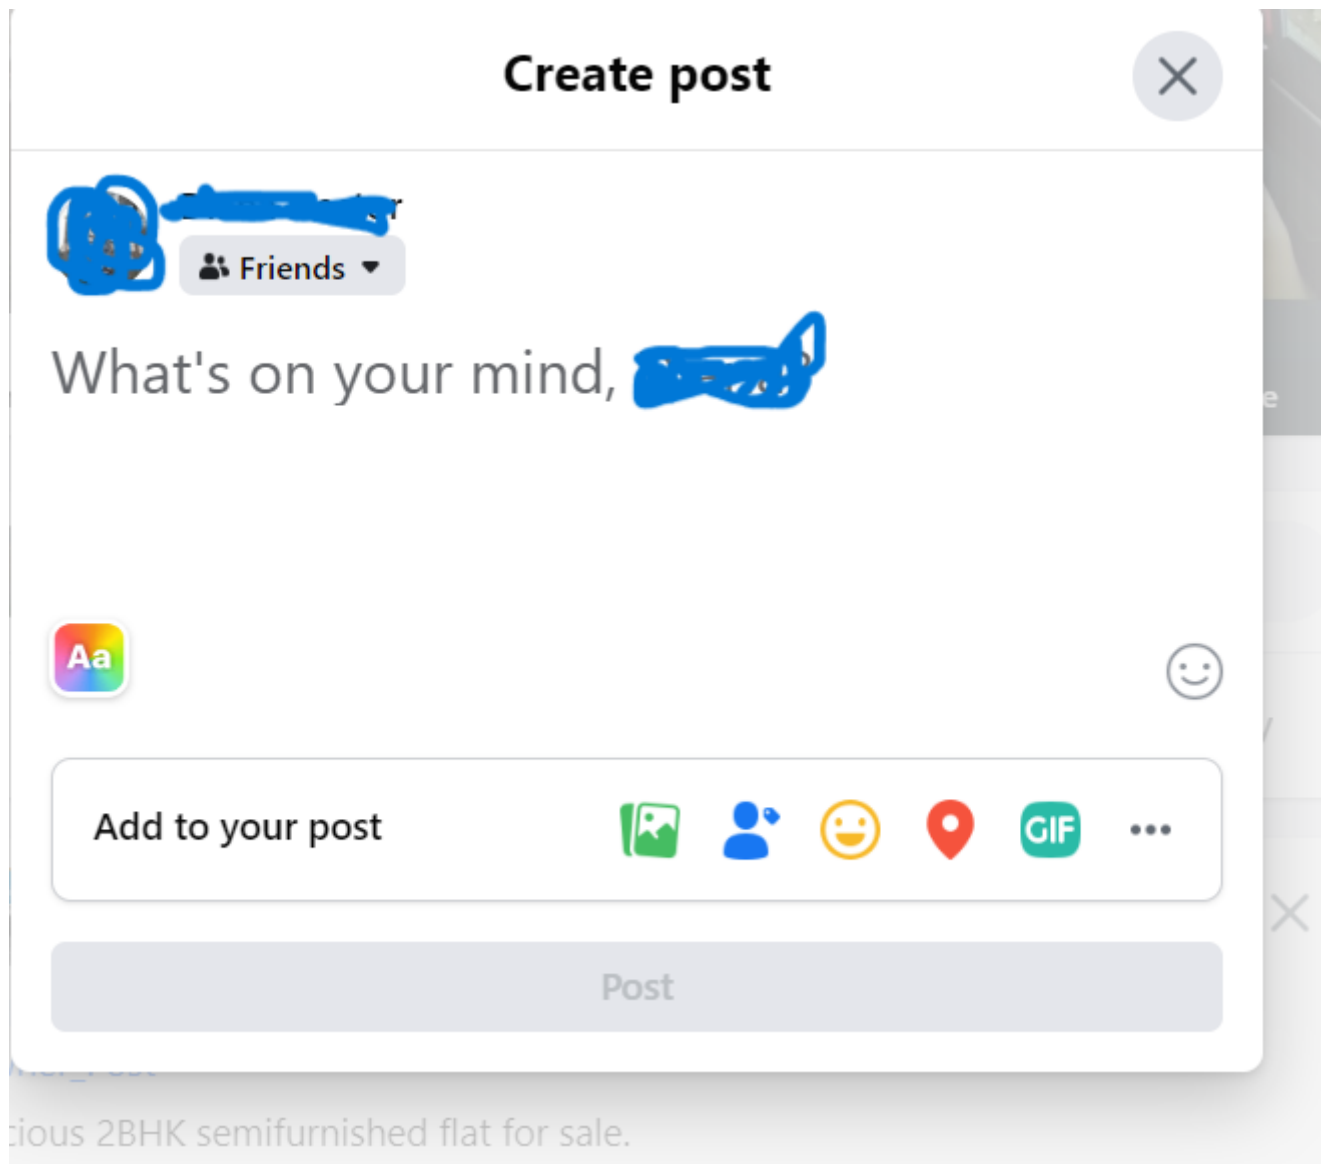 Create post
Friends
What's on your mind,
Aa
Add to your post
GIF
Post
2BHK semifurnished flat for sale.